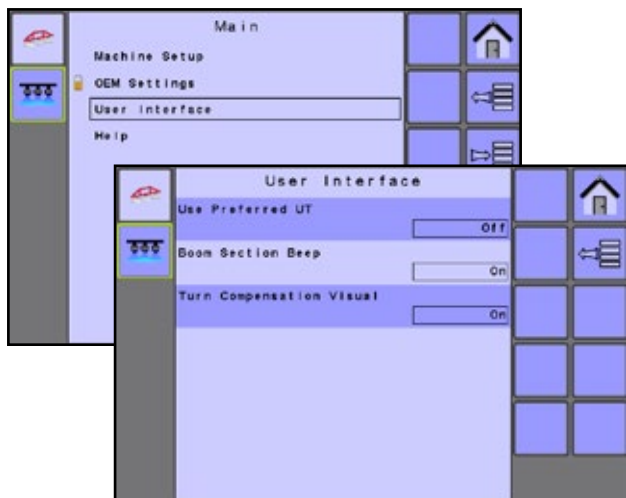 Main
Machine Setup
OEM Settings
User Interface
Help
User Interface
Use Preferred UT
Off
Boom Section Beep
On
Turn Compensation Visual
On